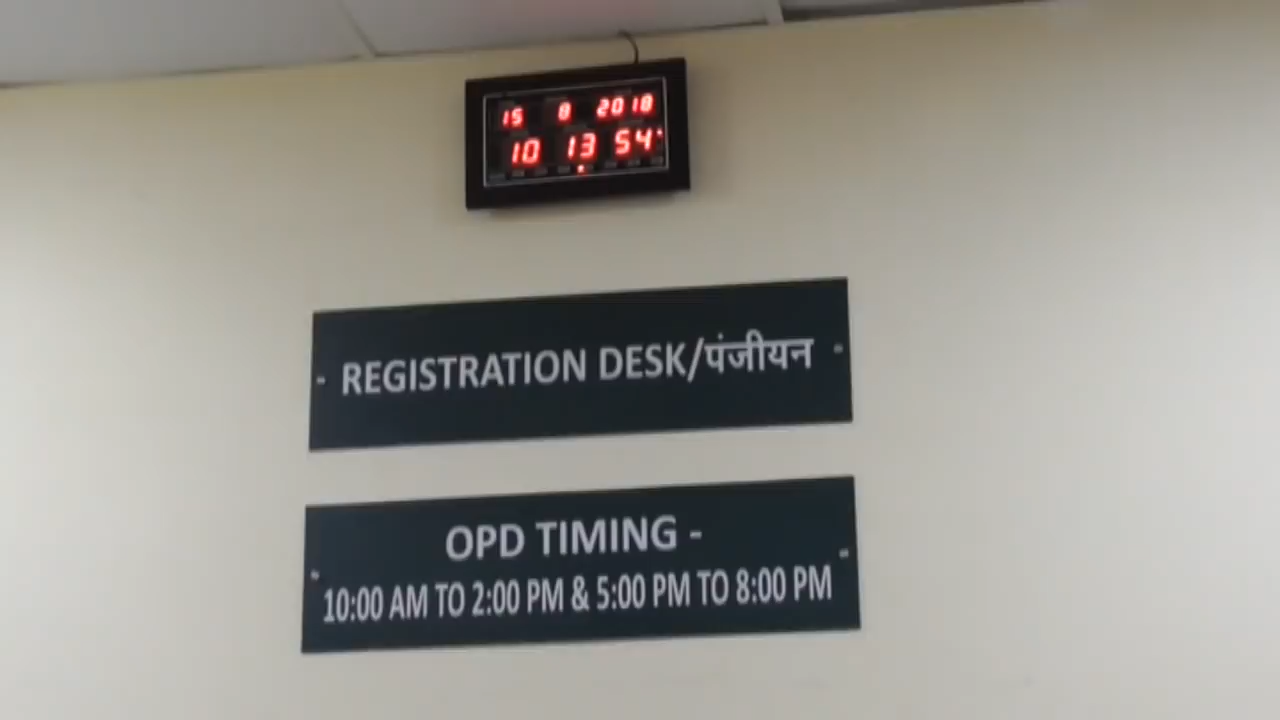 15 8 2018
10 13 54
REGISTRATION DESK/पंजीयन
OPD TIMING -
10:00 AM TO 2:00 PM & 5:00 PM TO 8:00 PM